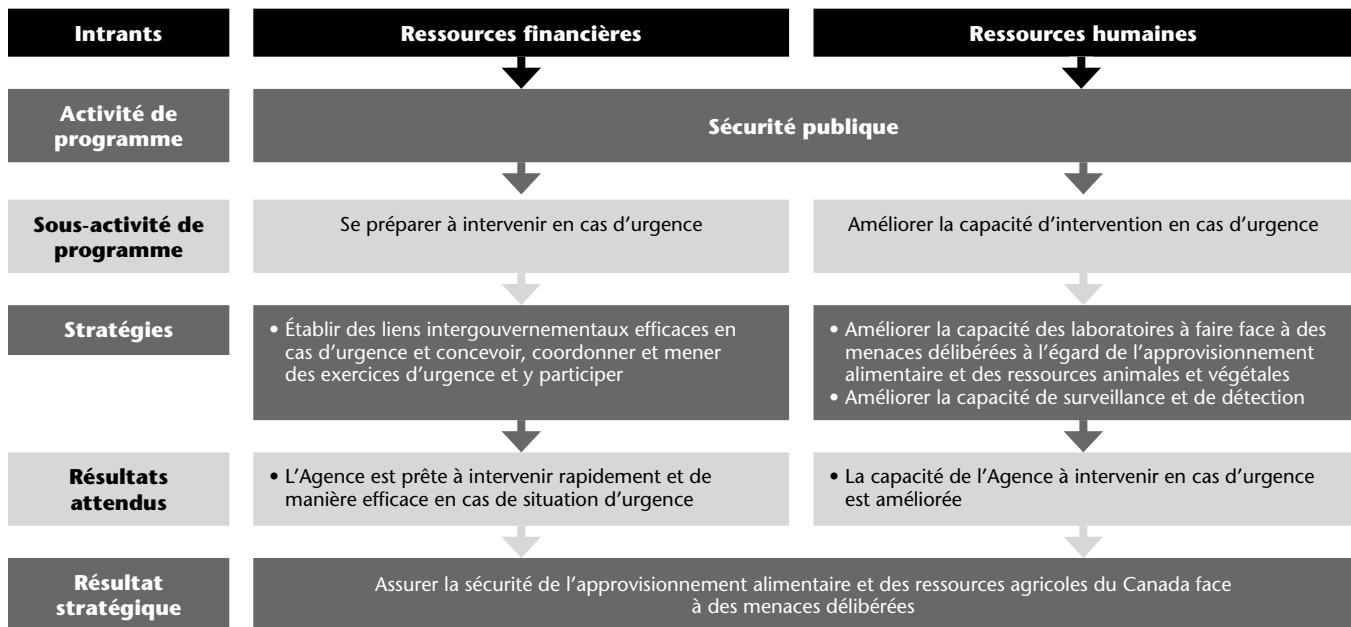 Intrants
Ressources financières
Ressources humaines
Activité de
programme
Sécurité publique
Sous-activité de
programme
Se préparer à intervenir en cas d’urgence
Améliorer la capacité d’intervention en cas d’urgence
Stratégies
• Établir des liens intergouvernementaux efficaces en
cas d’urgence et concevoir, coordonner et mener
des exercices d’urgence et y participer
• Améliorer la capacité des laboratoires à faire face à des
menaces délibérées à l’égard de l’approvisionnement
alimentaire et des ressources animales et végétales
• Améliorer la capacité de surveillance et de détection
Résultats
attendus
• L’Agence est prête à intervenir rapidement et de
manière efficace en cas de situation d’urgence
• La capacité de l’Agence à intervenir en cas d’urgence
est améliorée
Résultat
stratégique
Assurer la sécurité de l’approvisionnement alimentaire et des ressources agricoles du Canada face
à des menaces délibérées